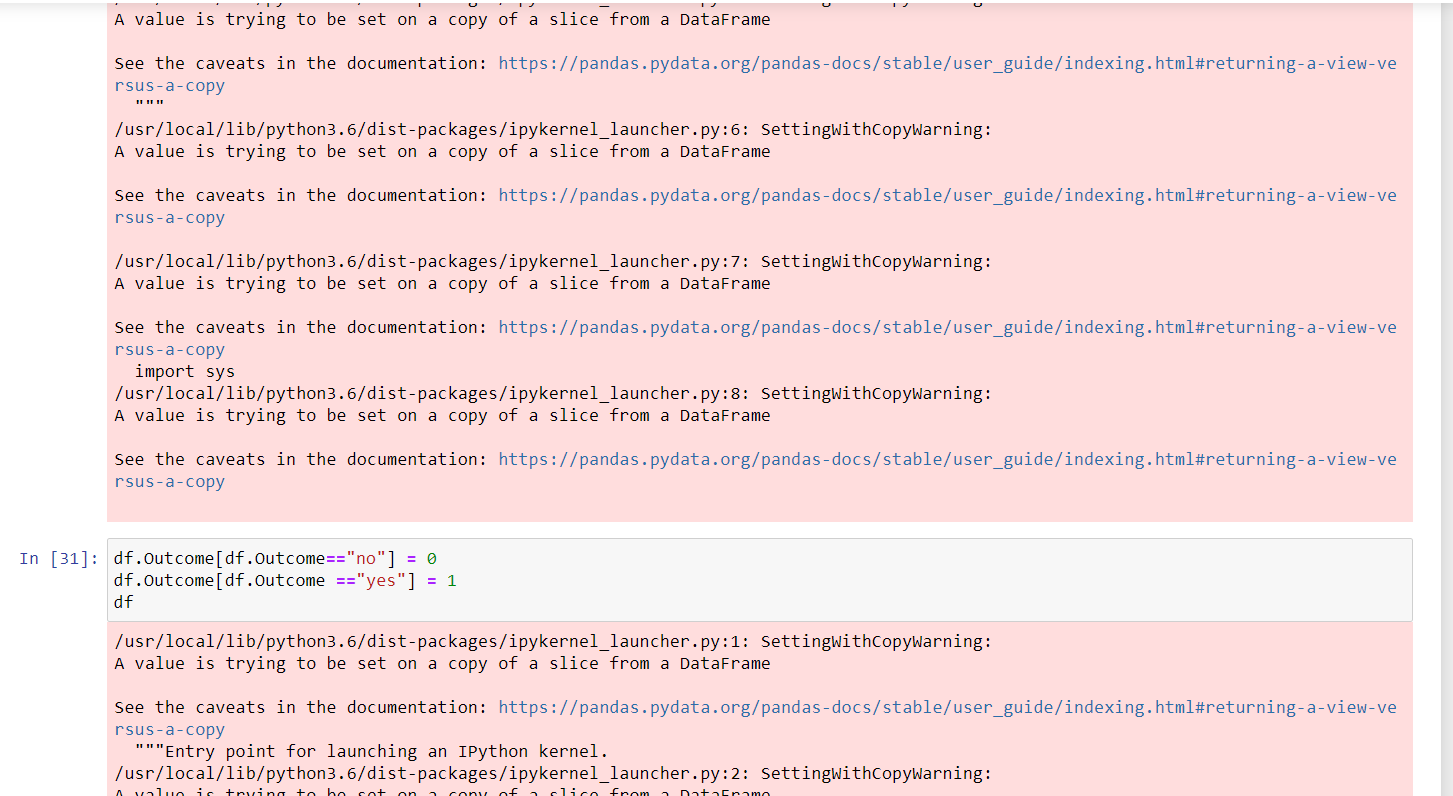 A value is trying to be set on a copy of a slice from a DataFrame
See the caveats in the documentation: https://pandas.pydata.org/pandas-docs/stable/user_guide/indexing.html#returning-a-view-ve
rsus-a-copy
"""
/usr/local/lib/python3.6/dist-packages/ipykernel_launcher.py:6: SettingWithCopyWarning:
A value is trying to be set on a copy of a slice from a DataFrame
See the caveats in the documentation: https://pandas.pydata.org/pandas-docs/stable/user_guide/indexing.html#returning-a-view-ve
rsus-a-copy
/usr/local/lib/python3.6/dist-packages/ipykernel_launcher.py:7: SettingWithCopyWarning:
A value is trying to be set on a copy of a slice from a DataFrame
See the caveats in the documentation: https://pandas.pydata.org/pandas-docs/stable/user_guide/indexing.html#returning-a-view-ve
rsus-a-copy
import sys
/usr/local/lib/python3.6/dist-packages/ipykernel_launcher.py:8: SettingWithCopyWarning:
A value is trying to be set on a copy of a slice from a DataFrame
See the caveats in the documentation: https://pandas.pydata.org/pandas-docs/stable/user_guide/indexing.html#returning-a-view-ve
rsus-a-copy
In [31]: df.Outcome[df.Outcome=="no"] = 0
df.Outcome[df.Outcome =="yes"] = 1
df
/usr/local/lib/python3.6/dist-packages/ipykernel_launcher.py:1: SettingWithCopyWarning:
A value is trying to be set on a copy of a slice from a DataFrame
See the caveats in the documentation: https://pandas.pydata.org/pandas-docs/stable/user_guide/indexing.html#returning-a-view-ve
rsus-a-copy
"""Entry point for launching an IPython kernel.
/usr/local/lib/python3.6/dist-packages/ipykernel_launcher.py:2: SettingWithCopyWarning:
A value is trying to be set on a copy of a slice from a DataFrame